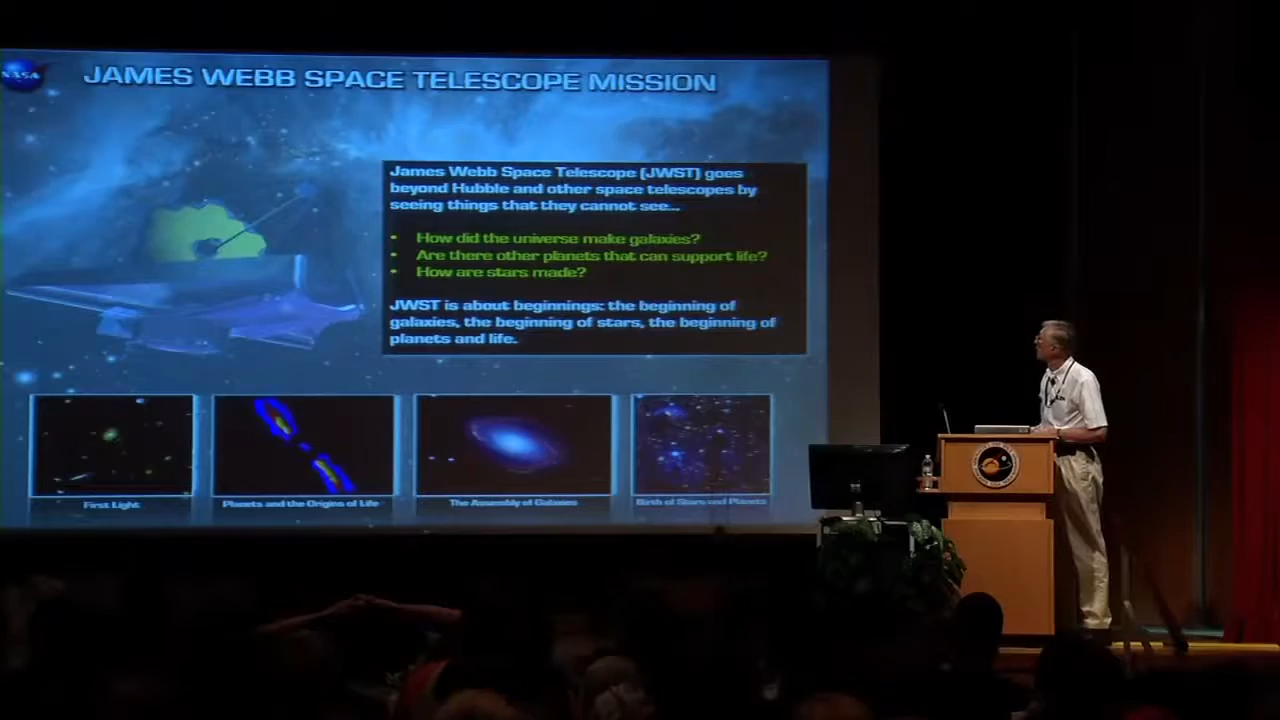 NASA
JAMES WEBB SPACE TELESCOPE MISSION
James Webb Space Telescope (JWST) goes
beyond Hubble and other space telescopes by
seeing things that they cannot see...
• How did the universe make galaxies?
• Are there other planets that can support life?
• How are stars made?
JWST is about beginnings: the beginning of
galaxies, the beginning of stars, the beginning of
planets and life.
First Light
Planets and the Origins of Life
The Assembly of Galaxies
Birth of Stars and Planets